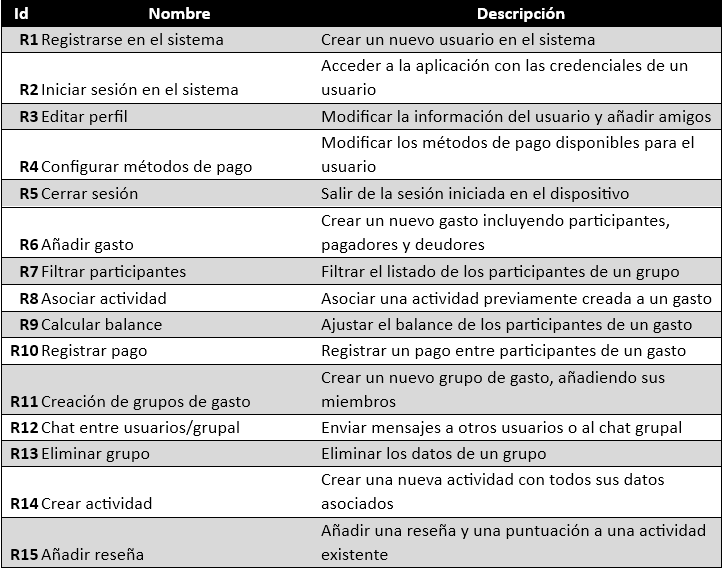 Id Nombre Descripción
R1 Registrarse en el sistema Crear un nuevo usuario en el sistema
Acceder a la aplicación con las credenciales de un
R2 Iniciar sesión en el sistema usuario
R3 Editar perfil Modificar la información del usuario y añadir amigos
Modificar los métodos de pago disponibles para el
R4 Configurar métodos de pago usuario
R5 Cerrar sesión Salir de la sesión iniciada en el dispositivo
Crear un nuevo gasto incluyendo participantes,
R6 Añadir gasto pagadores y deudores
R7 Filtrar participantes Filtrar el listado de los participantes de un grupo
R8 Asociar actividad Asociar una actividad previamente creada a un gasto
R9 Calcular balance Ajustar el balance de los participantes de un gasto
R10 Registrar pago Registrar un pago entre participantes de un gasto
Crear un nuevo grupo de gasto, añadiendo sus
R11 Creación de grupos de gasto miembros
R12 Chat entre usuarios/grupal Enviar mensajes a otros usuarios o al chat grupal
R13 Eliminar grupo Eliminar los datos de un grupo
Crear una nueva actividad con todos sus datos
R14 Crear actividad asociados
Añadir una reseña y una puntuación a una actividad
R15 Añadir reseña existente